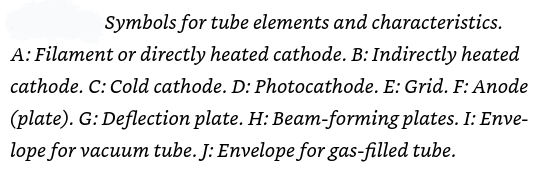 Symbols for tube elements and characteristics.
A: Filament or directly heated cathode. B: Indirectly heated
cathode. C: Cold cathode. D: Photocathode. E: Grid. F: Anode
(plate). G: Deflection plate. H: Beam-forming plates. I: Enve-
lope for vacuum tube. J: Envelope for gas-filled tube.